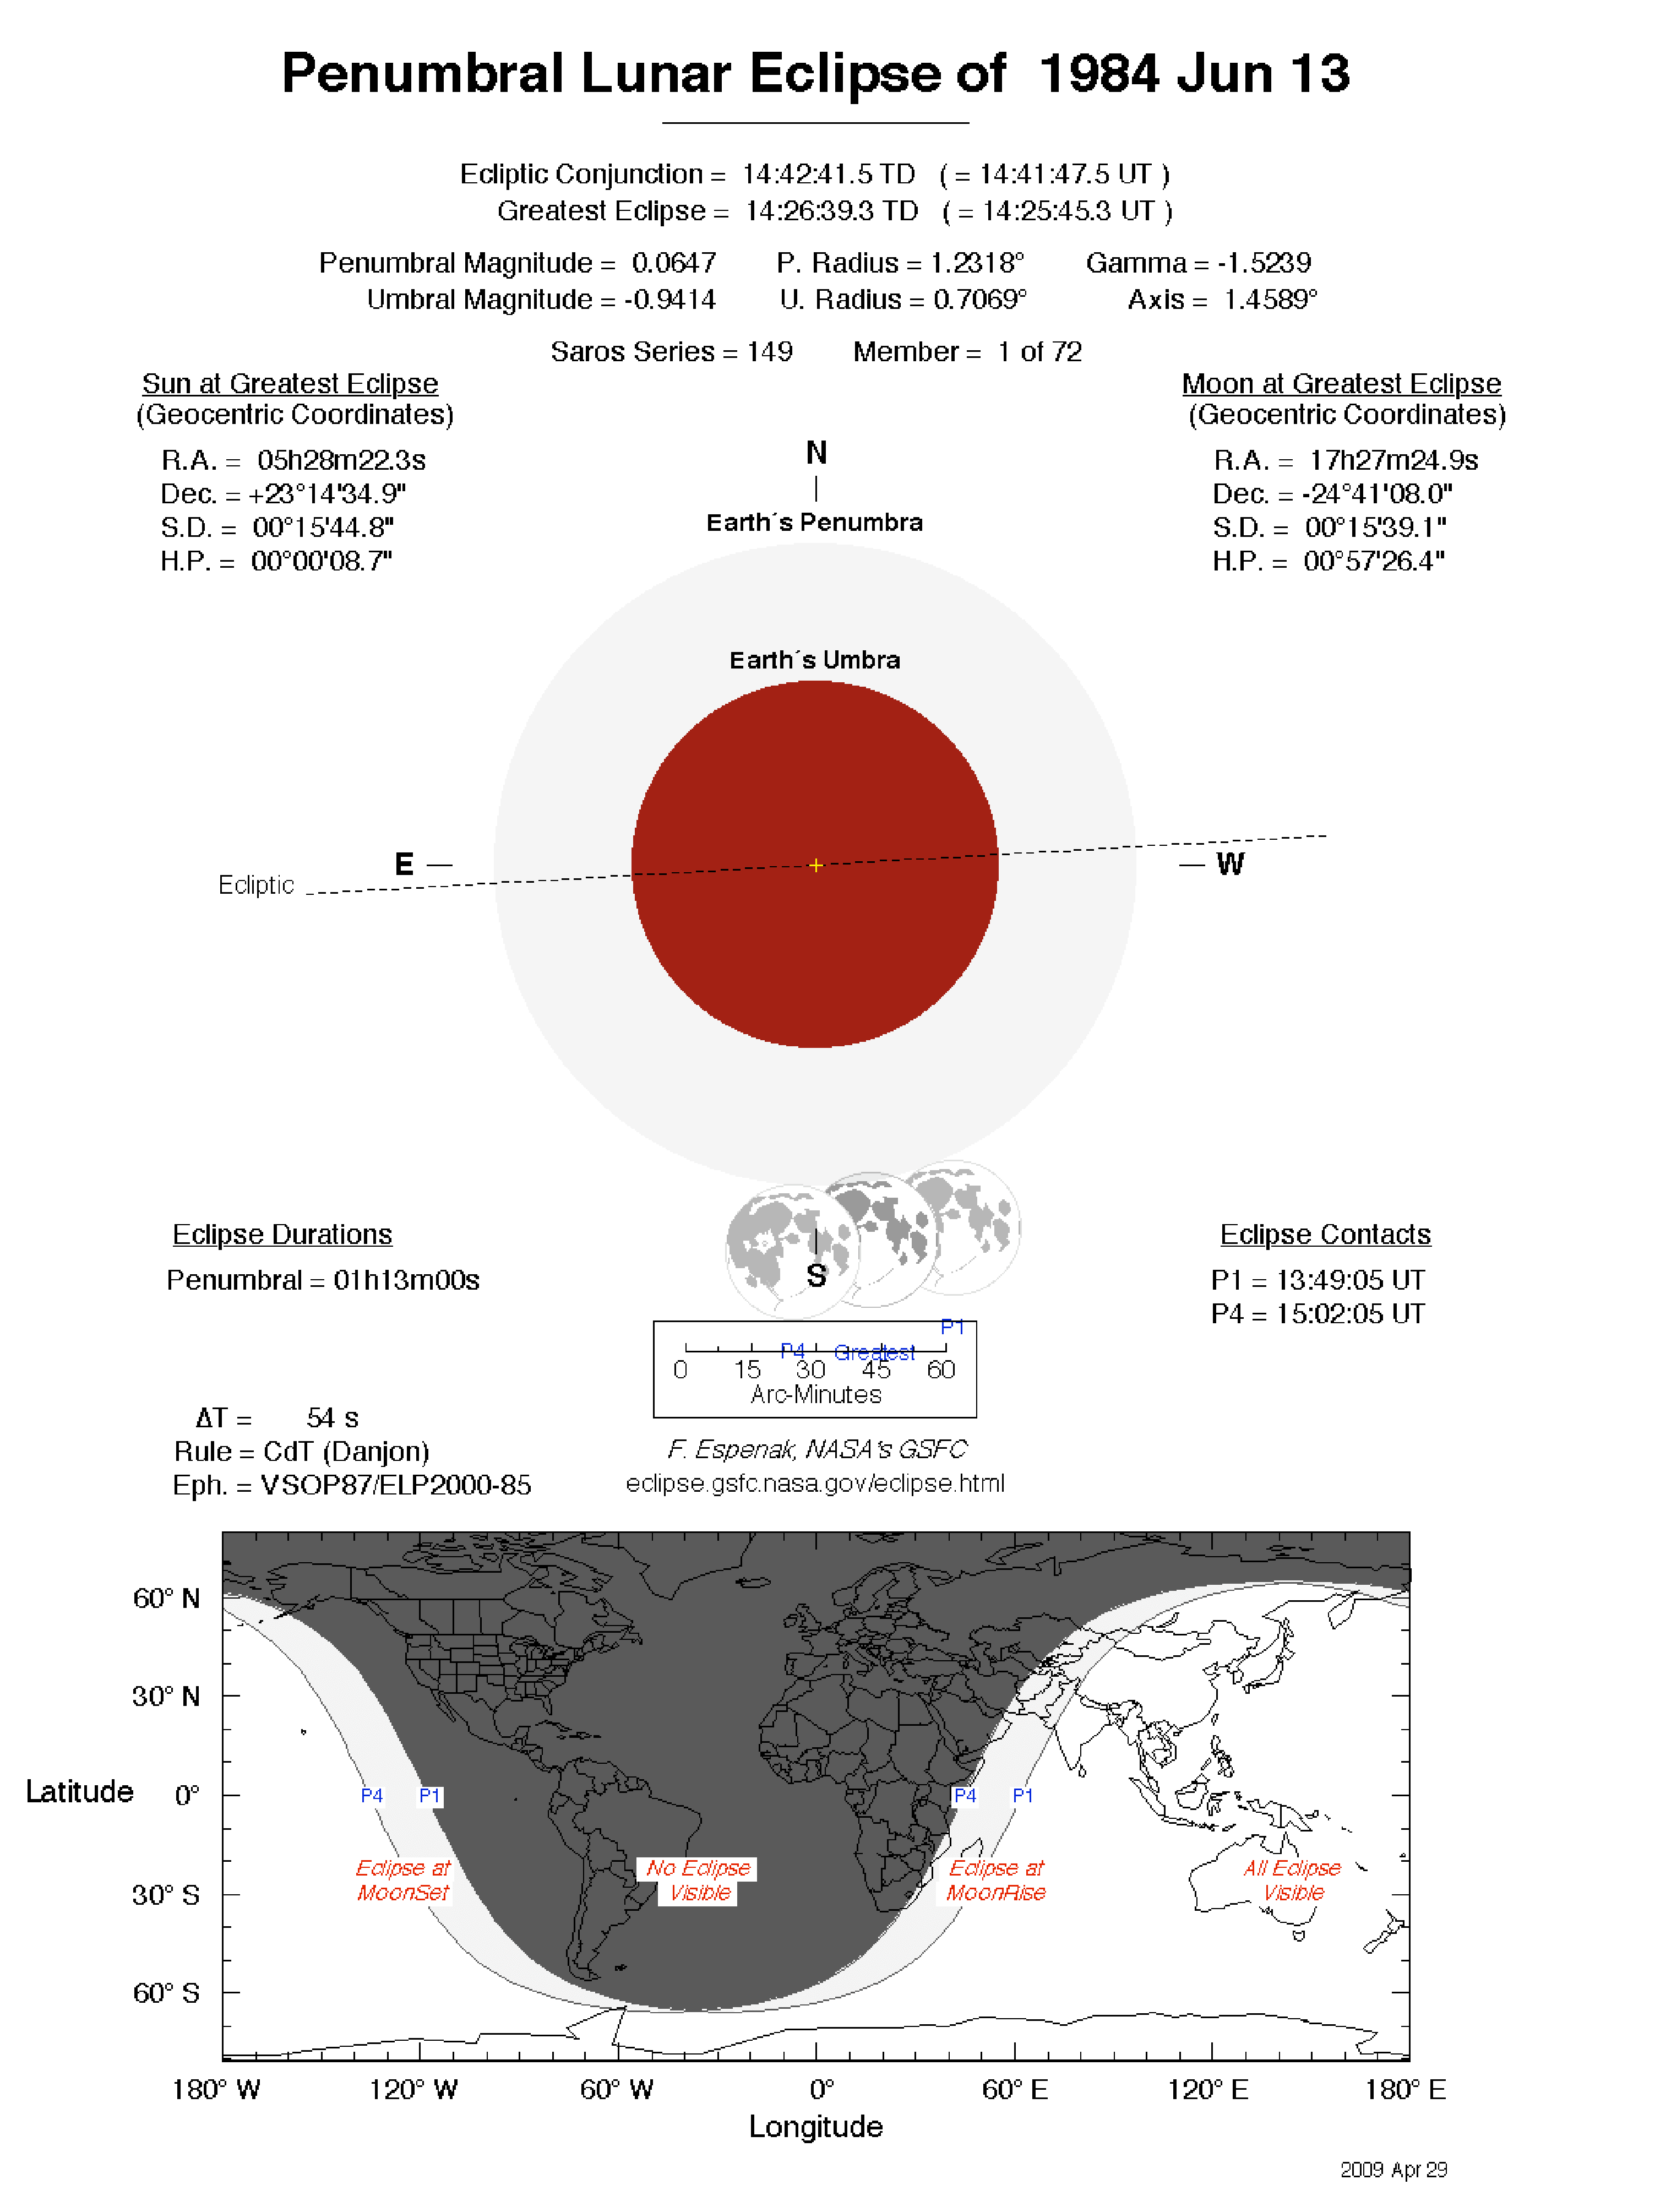 Penumbral Lunar Eclipse of 1984 Jun 13
Ecliptic Conjunction = 14:42:41.5 TD ( = 14:41:47.5 UT )
Greatest Eclipse = 14:26:39.3 TD ( = 14:25:45.3 UT )
Penumbral Magnitude = 0.0647 P. Radius = 1.2318° Gamma = -1.5239
Umbral Magnitude = -0.9414 U. Radius = 0.7069° Axis = 1.4589°
Saros Series = 149 Member = 1 of 72
Sun at Greatest Eclipse
(Geocentric Coordinates)
R.A. = 05h28m22.3s
Dec. = +23°14'34.9"
S.D. = 00°15'44.8"
H.P. = 00°00'08.7"
Moon at Greatest Eclipse
(Geocentric Coordinates)
R.A. = 17h27m24.9s
Dec. = -24°41'08.0"
S.D. = 00°15'39.1"
H.P. = 00°57'26.4"
N
Earth´s Penumbra
Earth´s Umbra
E
W
Ecliptic
S
Eclipse Durations
Penumbral = 01h13m00s
Eclipse Contacts
P1 = 13:49:05 UT
P4 = 15:02:05 UT
P1
P4 Greatest
0 15 30 45 60
Arc-Minutes
ΔT = 54 s
Rule = CdT (Danjon)
Eph. = VSOP87/ELP2000-85
F. Espenak, NASA's GSFC
eclipse.gsfc.nasa.gov/eclipse.html
60° N
30° N
Latitude 0°
30° S
60° S
P4 P1 P4 P1
Eclipse at
MoonSet
No Eclipse
Visible
Eclipse at
MoonRise
All Eclipse
Visible
180° W 120° W 60° W 0° 60° E 120° E 180° E
Longitude
2009 Apr 29